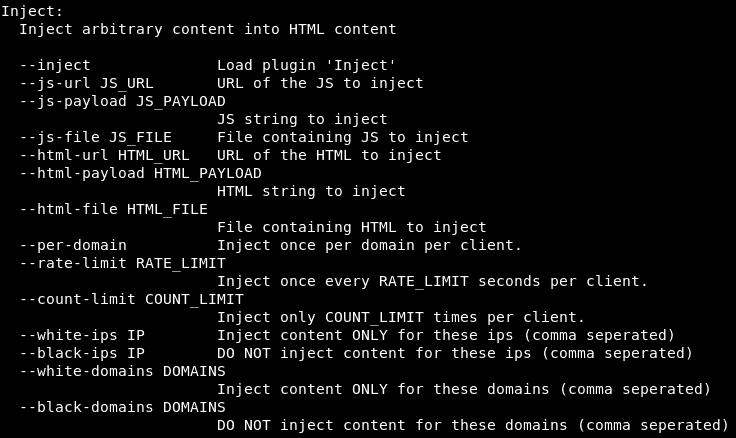 Inject:
Inject arbitrary content into HTML content
--inject Load plugin 'Inject'
--js-url JS_URL URL of the JS to inject
--js-payload JS_PAYLOAD
JS string to inject
--js-file JS_FILE File containing JS to inject
--html-url HTML_URL URL of the HTML to inject
--html-payload HTML_PAYLOAD
HTML string to inject
--html-file HTML_FILE
File containing HTML to inject
--per-domain Inject once per domain per client.
--rate-limit RATE_LIMIT
Inject once every RATE_LIMIT seconds per client.
--count-limit COUNT_LIMIT
Inject only COUNT_LIMIT times per client.
--white-ips IP Inject content ONLY for these ips (comma seperated)
--black-ips IP DO NOT inject content for these ips (comma seperated)
--white-domains DOMAINS
Inject content ONLY for these domains (comma seperated)
--black-domains DOMAINS
DO NOT inject content for these domains (comma seperated)